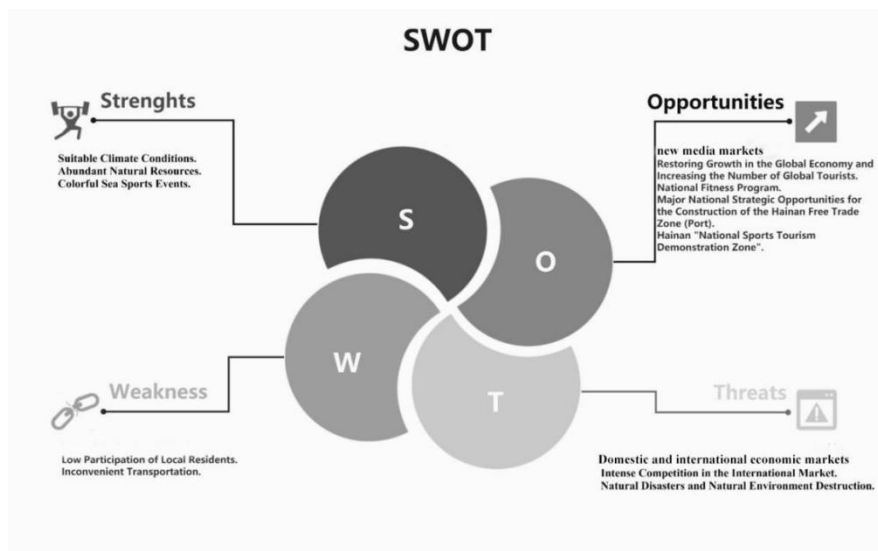 SWOT
Strenghts
Suitable Climate Conditions.
Abundant Natural Resources.
Colorful Sea Sports Events.
Opportunities
new media markets
Restoring Growth in the Global Economy and
Increasing the Number of Global Tourists.
National Fitness Program.
Major National Strategic Opportunities for
the Construction of the Hainan Free Trade
Zone (Port).
Hainan "National Sports Tourism
Demonstration Zone".
S
O
W
T
Weakness
Low Participation of Local Residents.
Inconvenient Transportation.
Threats
Domestic and international economic markets
Intense Competition in the International Market.
Natural Disasters and Natural Environment Destruction.